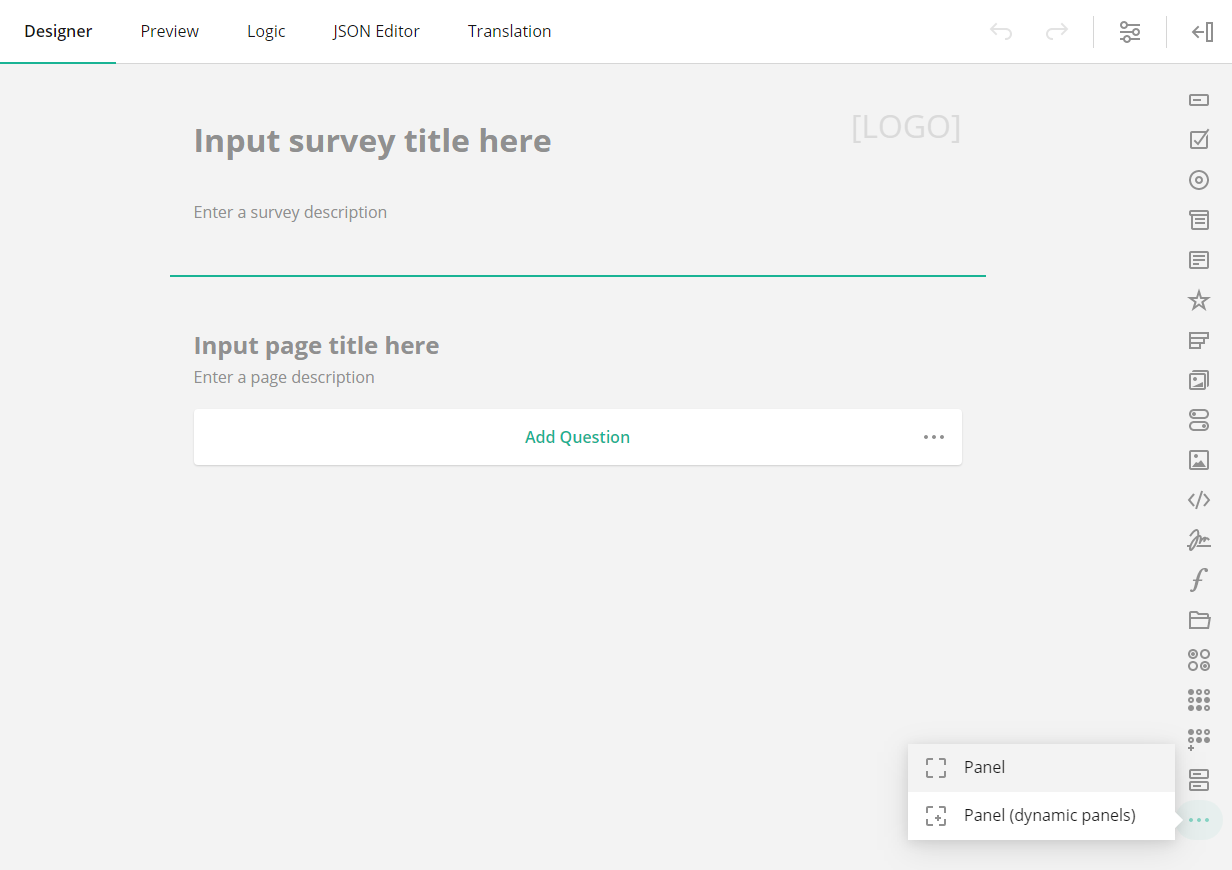 Designer Preview Logic JSON Editor Translation
Input survey title here
[LOGO]
Enter a survey description
Input page title here
Enter a page description
Add Question
Panel
Panel (dynamic panels)